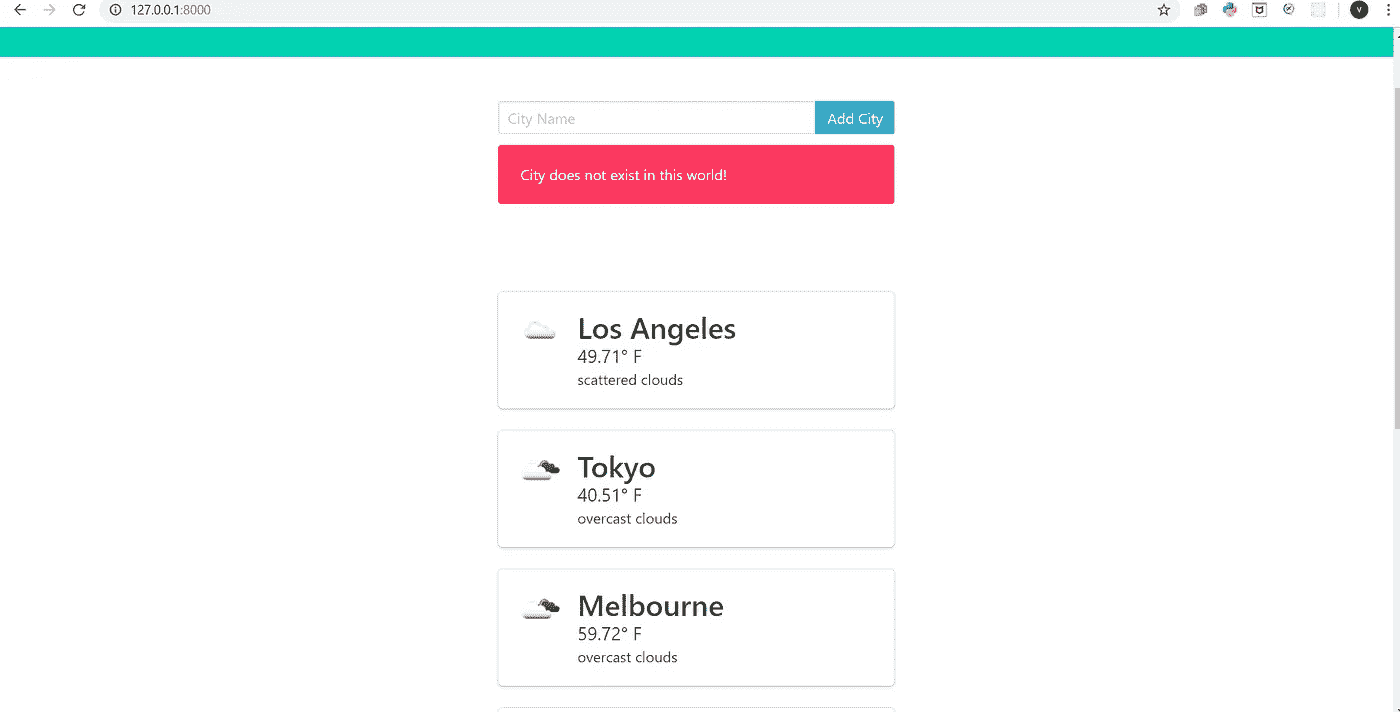 127.0.0.1:8000
V
City Name
Add City
City does not exist in this world!
Los Angeles
49.71° F
scattered clouds
Tokyo
40.51° F
overcast clouds
Melbourne
59.72° F
overcast clouds